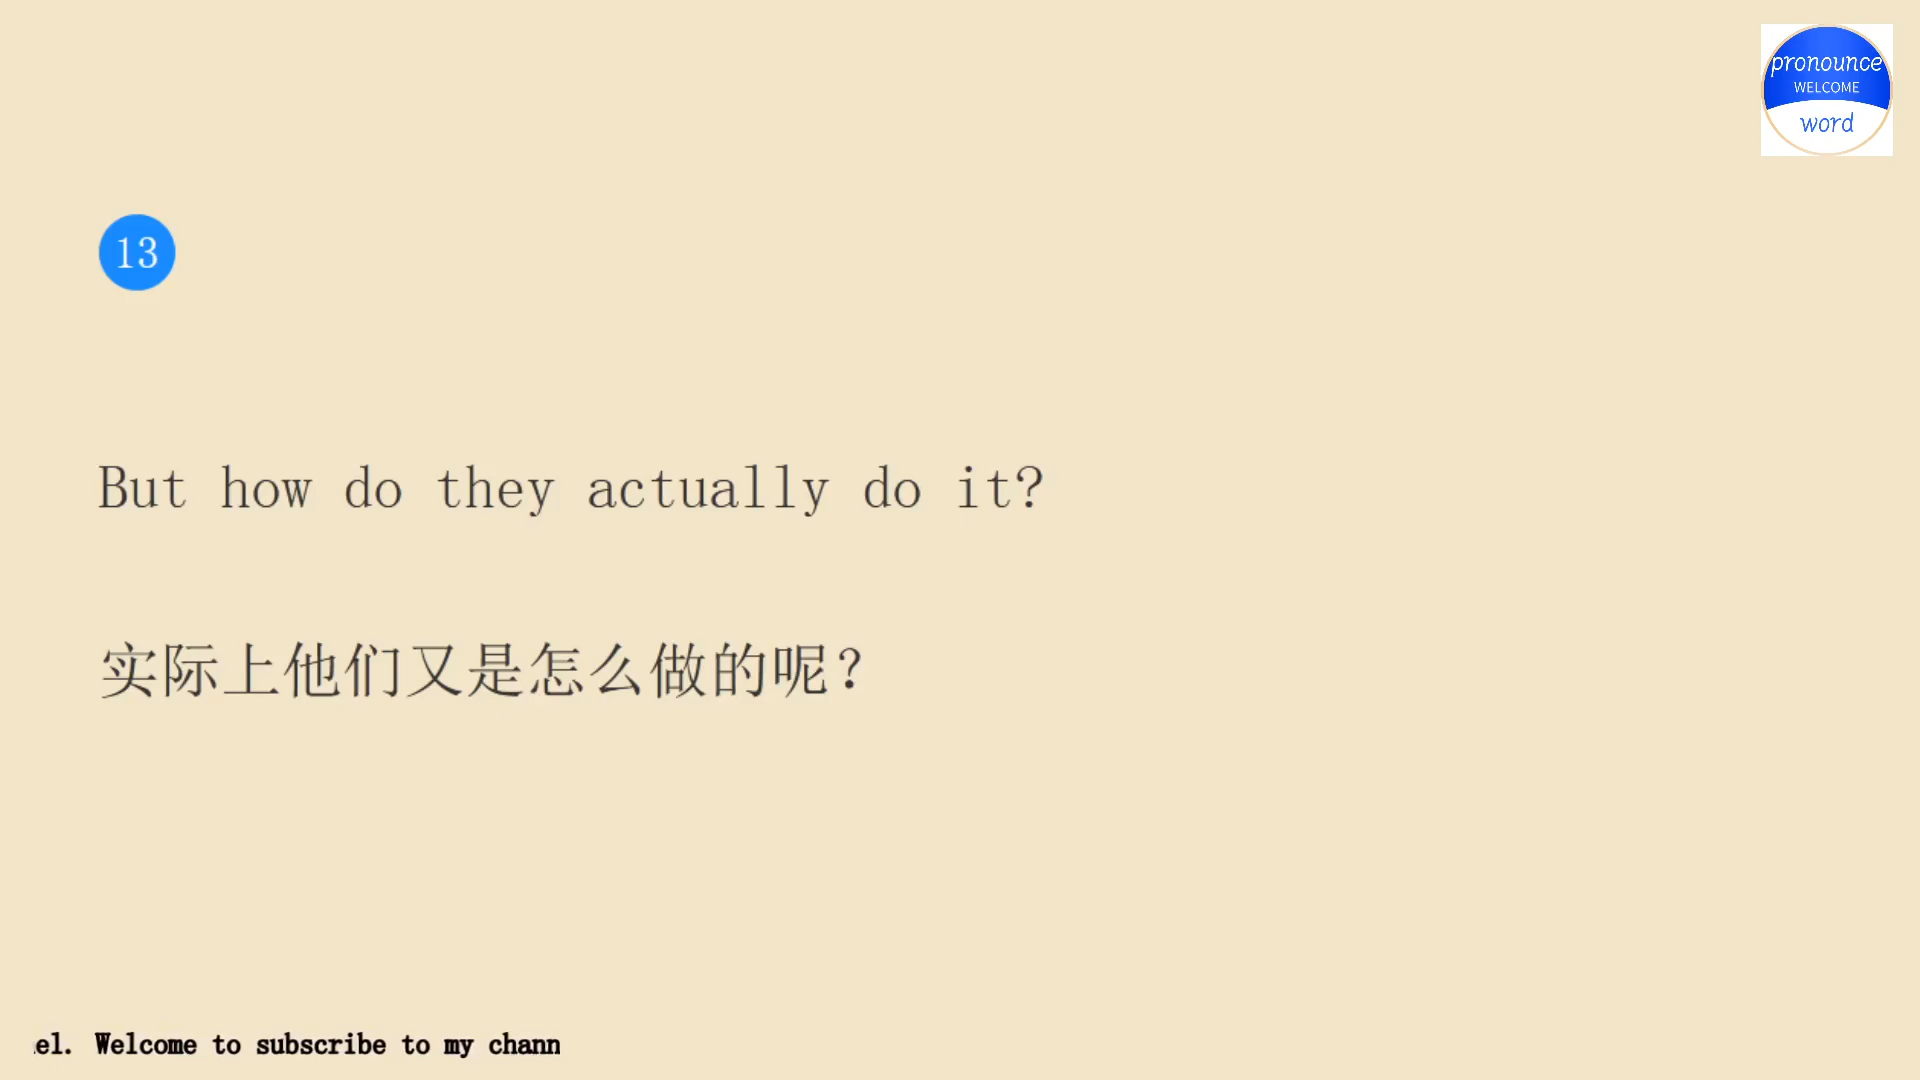 pronounce
WELCOME
word
13
But how do they actually do it?
实际上他们又是怎么做的呢？
el. Welcome to subscribe to my chann